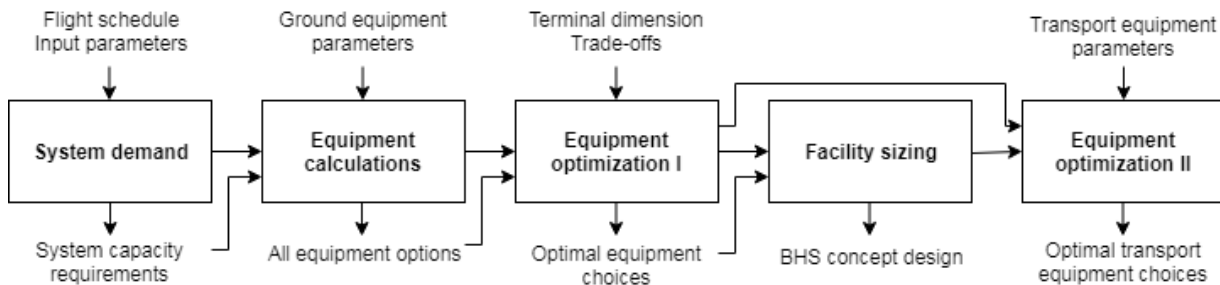 Flight schedule
Input parameters
Ground equipment
parameters
Terminal dimension
Trade-offs
Transport equipment
parameters
System demand
Equipment
calculations
Equipment
optimization I
Facility sizing
Equipment
optimization II
System capacity
requirements
All equipment options
Optimal equipment
choices
BHS concept design
Optimal transport
equipment choices